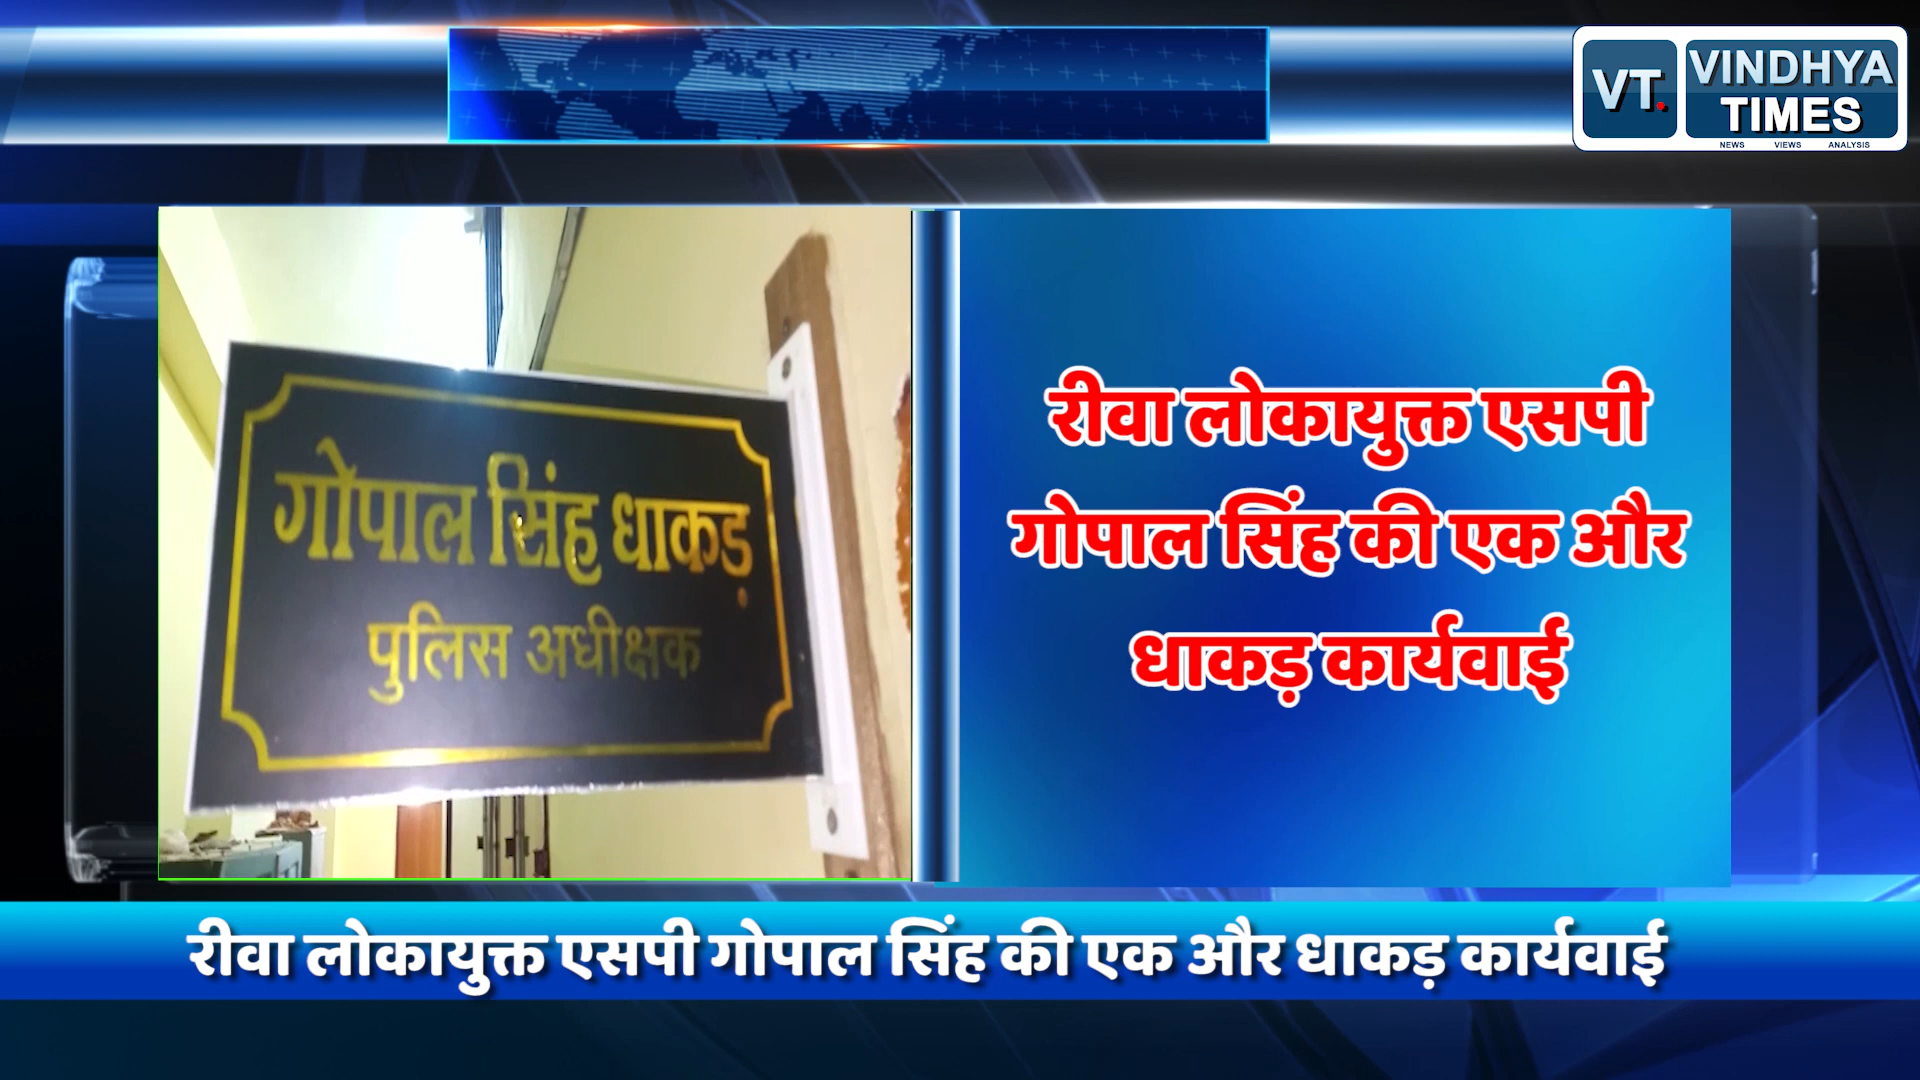 VT.
VINDHYA
TIMES
NEWS VIEWS ANALYSIS
गोपाल सिंह धाकड़
पुलिस अधीक्षक
रीवा लोकायुक्त एसपी
गोपाल सिंह की एक और
धाकड़ कार्यवाई
रीवा लोकायुक्त एसपी गोपाल सिंह की एक और धाकड़ कार्यवाई